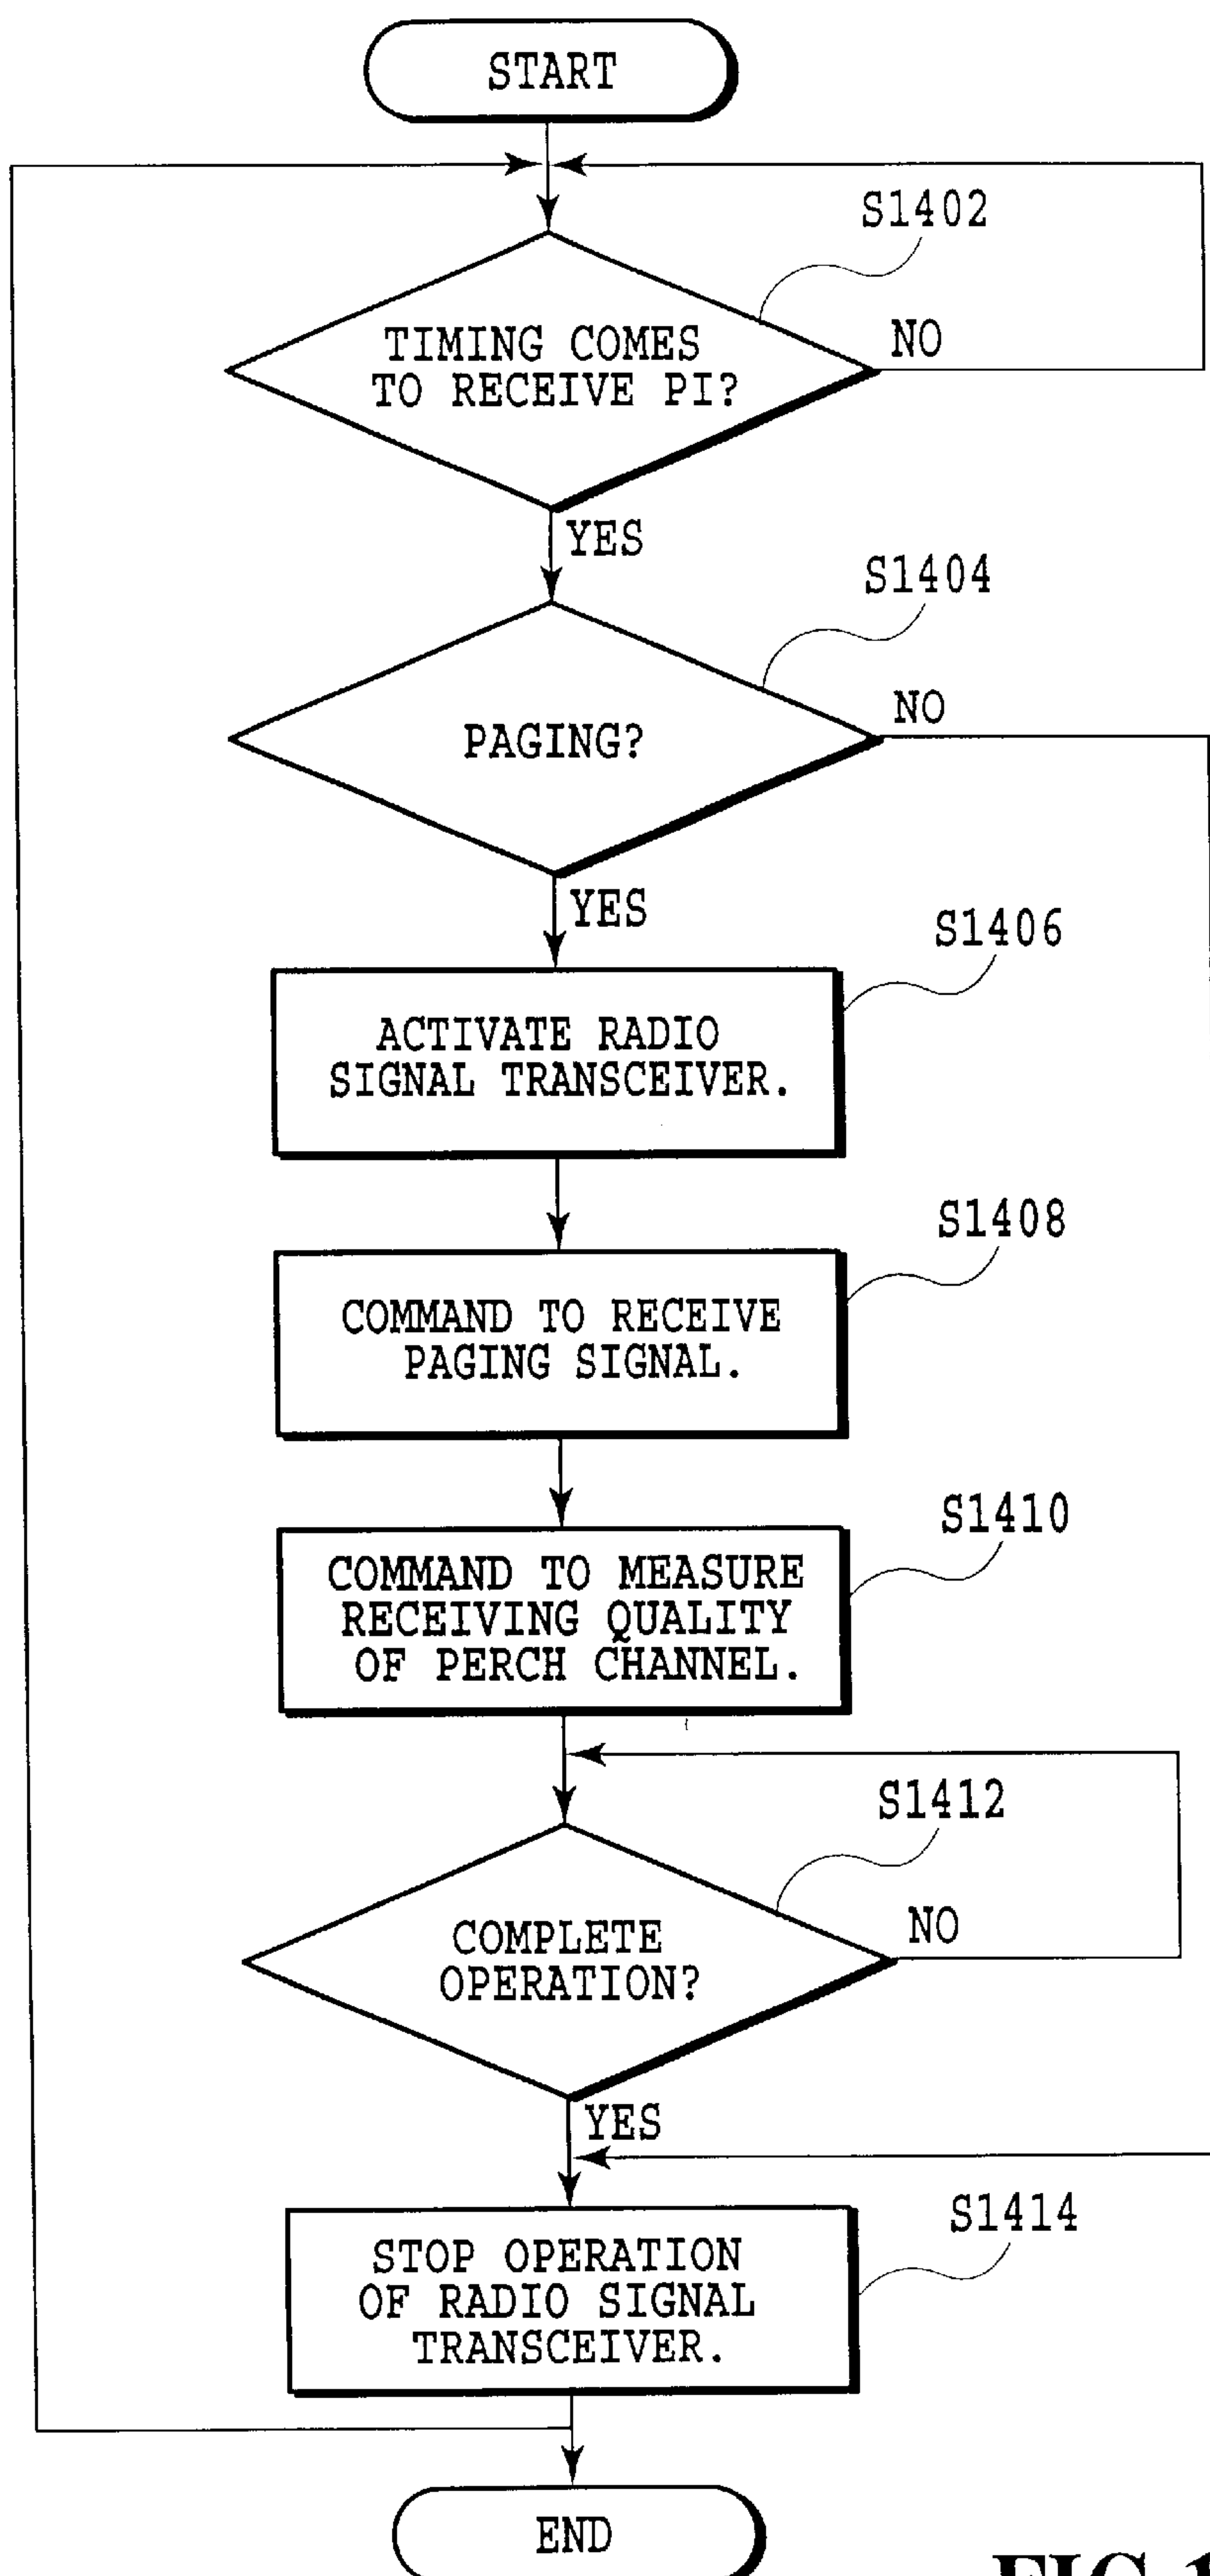 START
S1402
TIMING COMES
TO RECEIVE PI?
NO
YES
S1404
PAGING?
NO
YES
S1406
ACTIVATE RADIO
SIGNAL TRANSCEIVER.
S1408
COMMAND TO RECEIVE
PAGING SIGNAL.
S1410
COMMAND TO MEASURE
RECEIVING QUALITY
OF PERCH CHANNEL.
S1412
COMPLETE
OPERATION?
NO
YES
S1414
STOP OPERATION
OF RADIO SIGNAL
TRANSCEIVER.
END